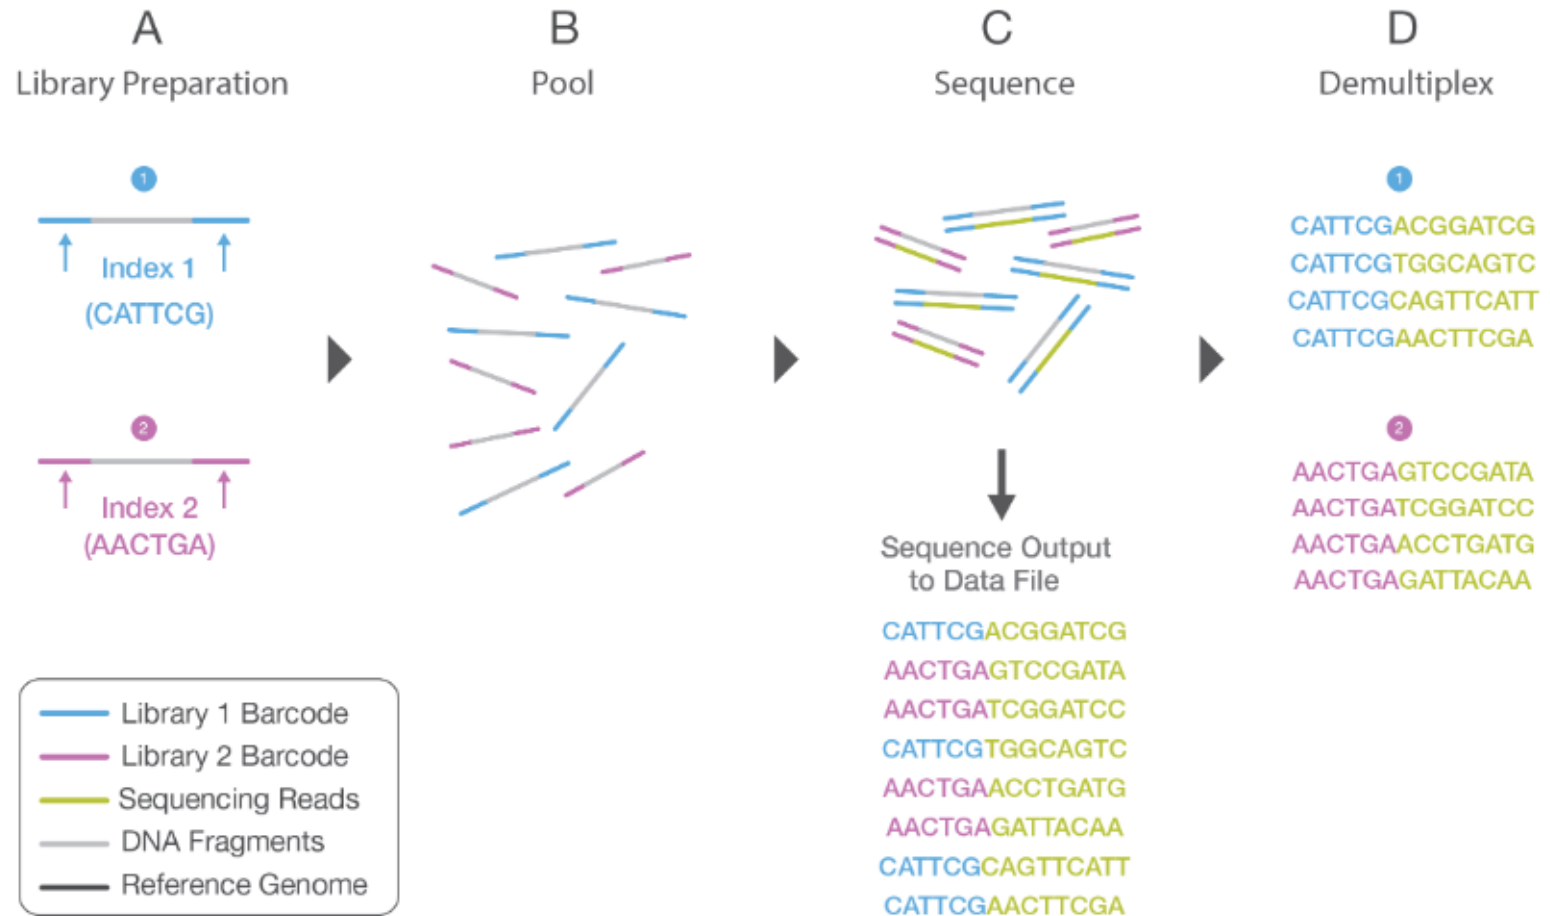 A
Library Preparation
1
Index 1
(CATTCG)
2
Index 2
(AACTGA)
Library 1 Barcode
Library 2 Barcode
Sequencing Reads
DNA Fragments
Reference Genome
B
Pool
C
Sequence
Sequence Output
to Data File
CATTCGACGGATCG
AACTGAGTCCGATA
AACTGATCGGATCC
CATTCGTGGCAGTC
AACTGAACCTGATG
AACTGAGATTACAA
CATTCGCAGTTCATT
CATTCGAACTTCGA
D
Demultiplex
1
CATTCGACGGATCG
CATTCGTGGCAGTC
CATTCGCAGTTCATT
CATTCGAACTTCGA
2
AACTGAGTCCGATA
AACTGATCGGATCC
AACTGAACCTGATG
AACTGAGATTACAA